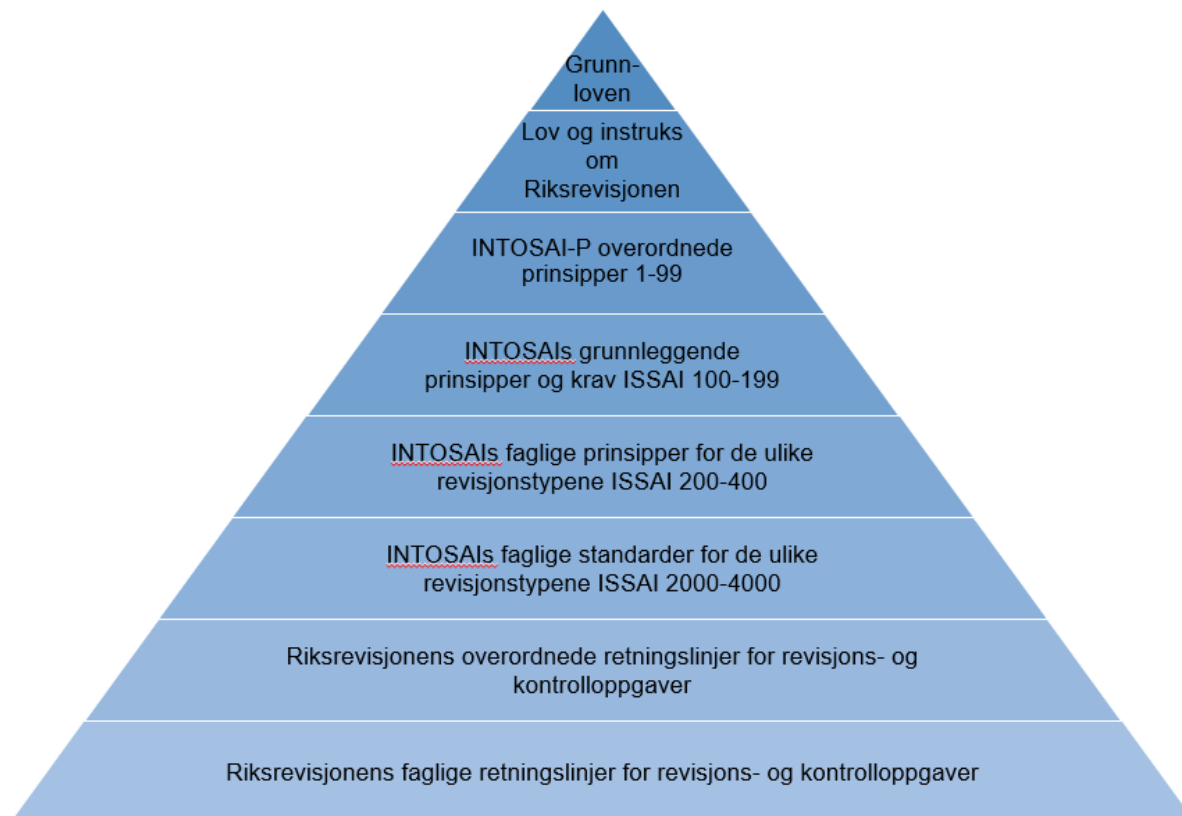 Grunn-
loven
Lov og instruks
om
Riksrevisjonen
INTOSAI-P overordnede
prinsipper 1-99
INTOSAIs grunnleggende
prinsipper og krav ISSAI 100-199
INTOSAIs faglige prinsipper for de ulike
revisjonstypene ISSAI 200-400
INTOSAIs faglige standarder for de ulike
revisjonstypene ISSAI 2000-4000
Riksrevisjonens overordnede retningslinjer for revisjons- og
kontrolloppgaver
Riksrevisjonens faglige retningslinjer for revisjons- og kontrolloppgaver